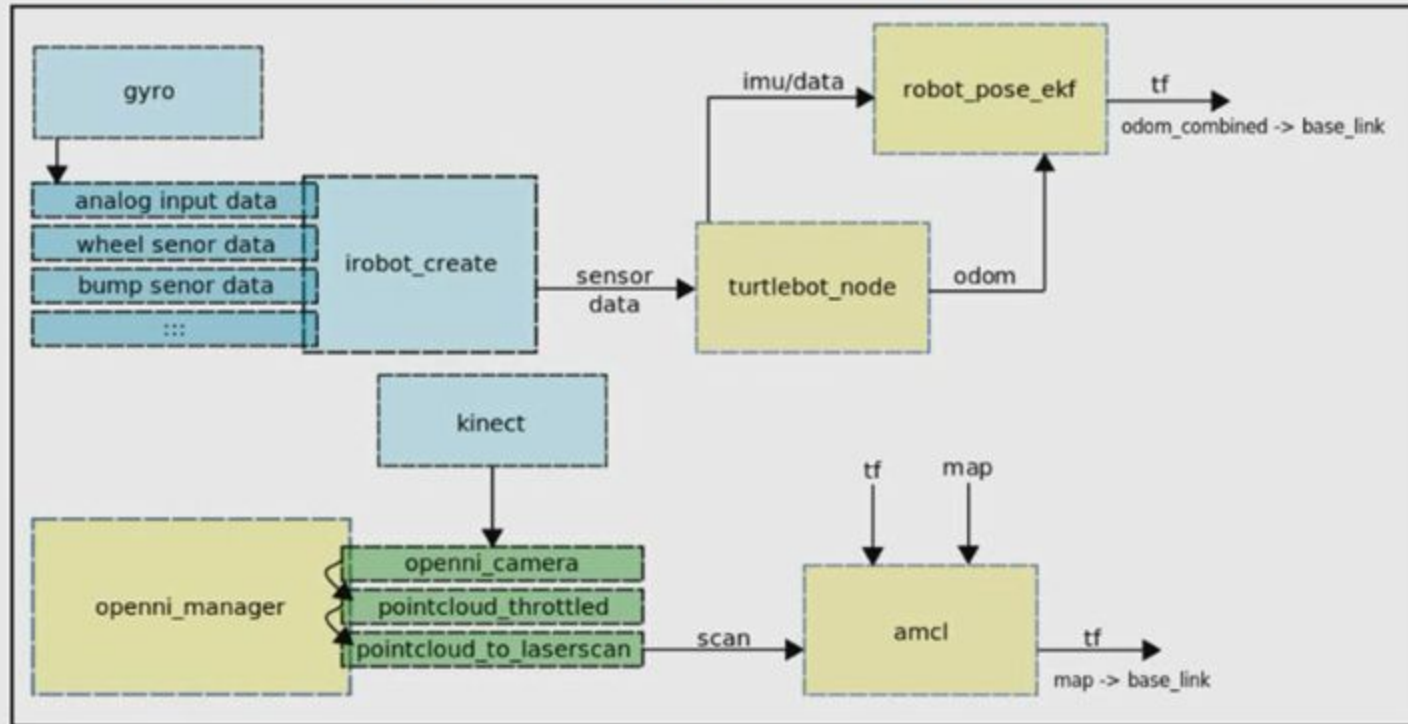 gyro
analog input data
wheel senor data
bump senor data
:::
irobot_create
sensor
data
turtlebot_node
imu/data
odom
robot_pose_ekf
tf
odom_combined -> base_link
kinect
openni_manager
openni_camera
pointcloud_throttled
pointcloud_to_laserscan
scan
tf
map
amcl
tf
map -> base_link